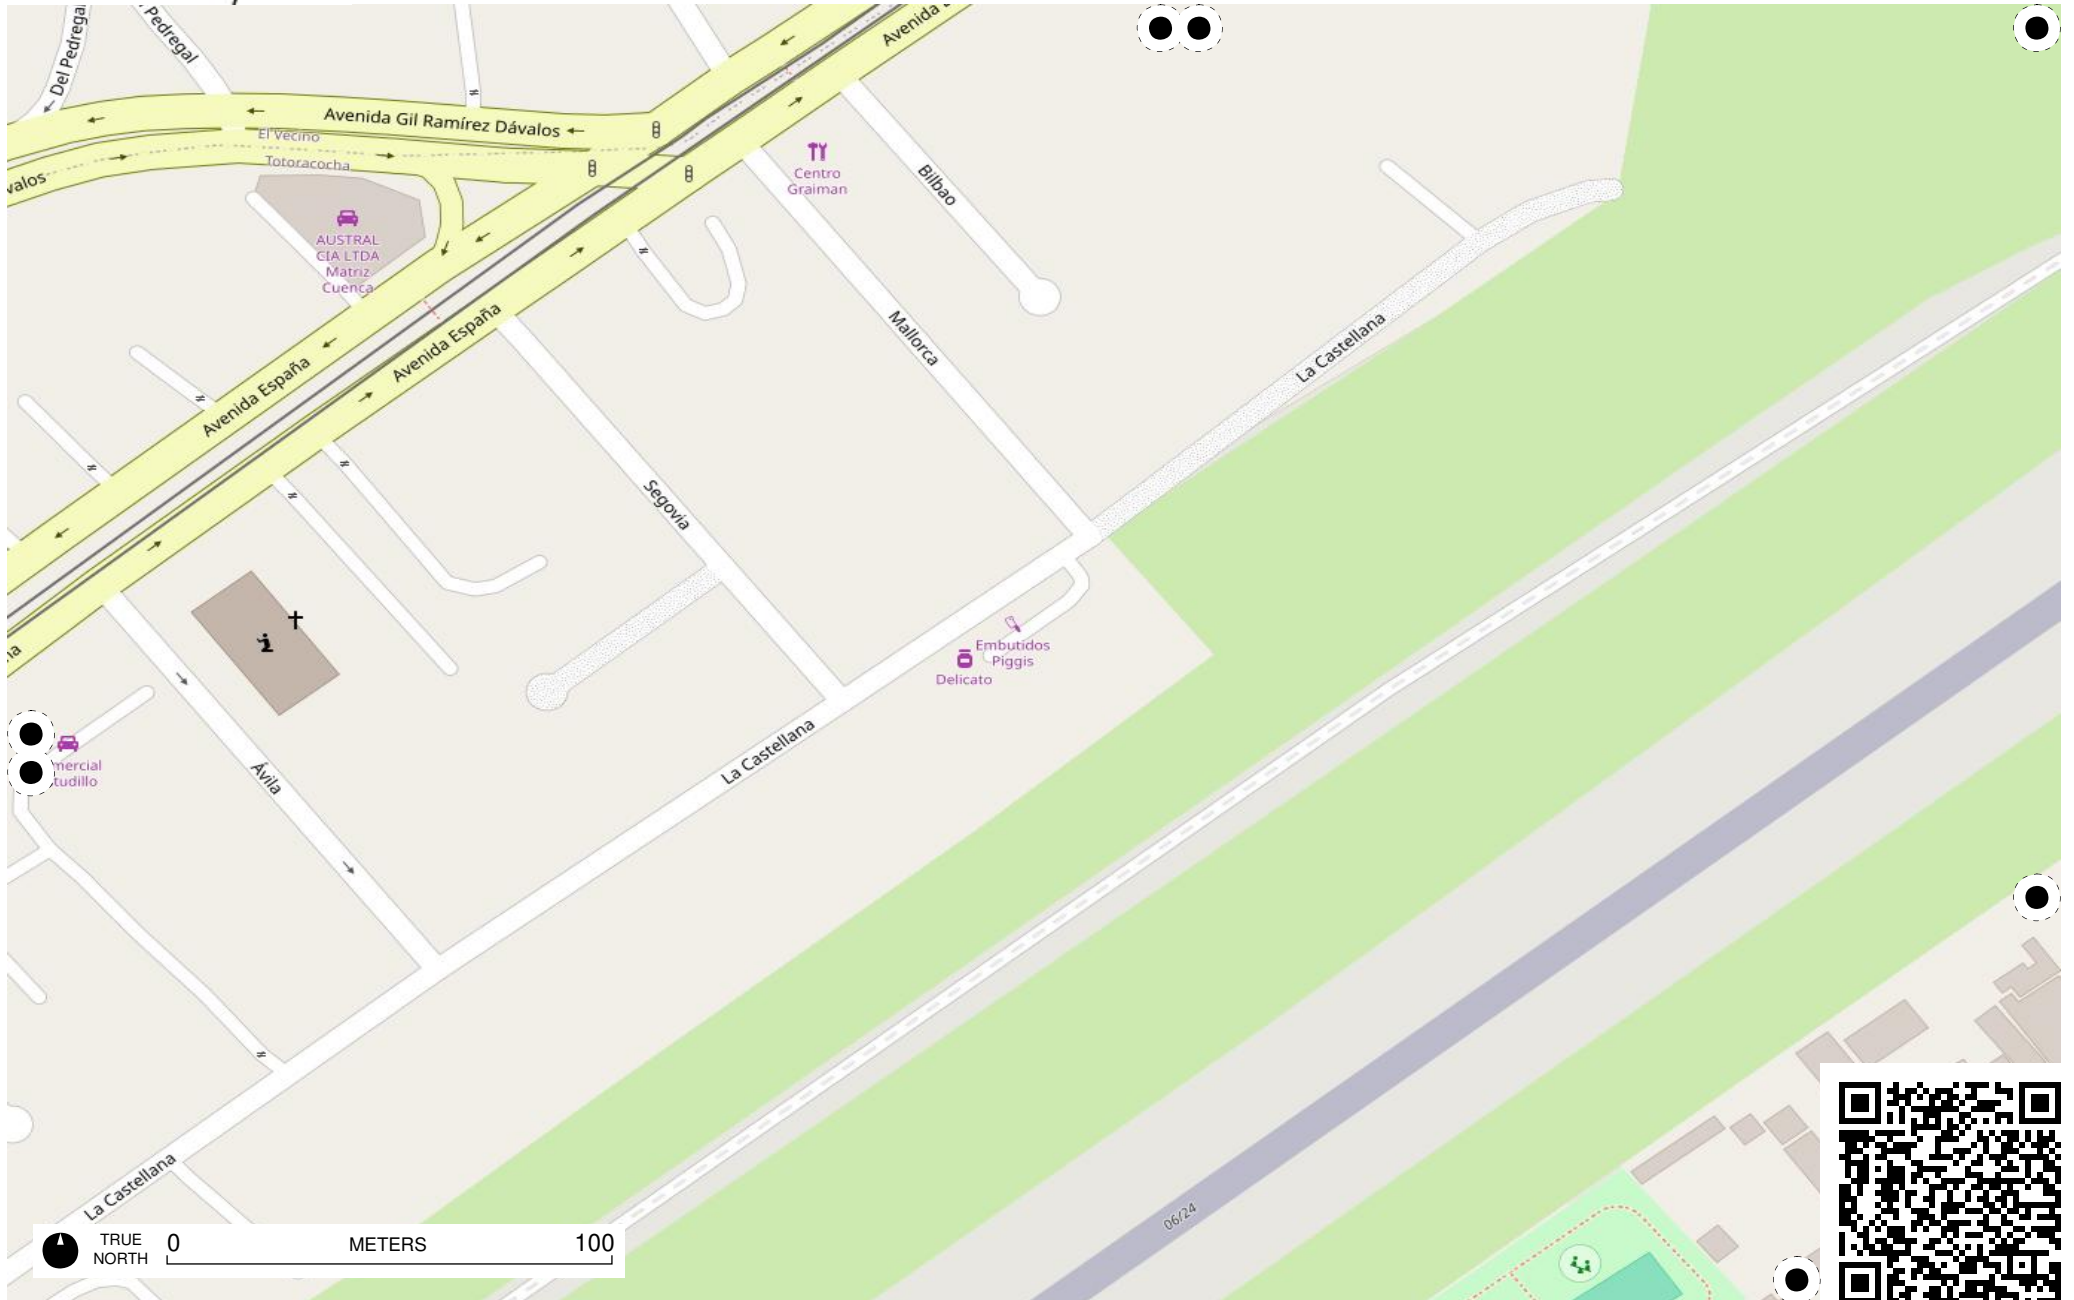 Del Pedregal
Pedregal
Avenida Gil Ramírez Dávalos
El Vecino
Totoracocha
valos
AUSTRAL
CIA LTDA
Matriz
Cuenca
Centro
Graiman
Bilbao
Mallorca
La Castellana
Avenida España
Avenida España
Segovia
Embutidos
Piggis
Delicato
La Castellana
mercial
tudillo
Ávila
La Castellana
06/24
TRUE
NORTH
0 METERS 100